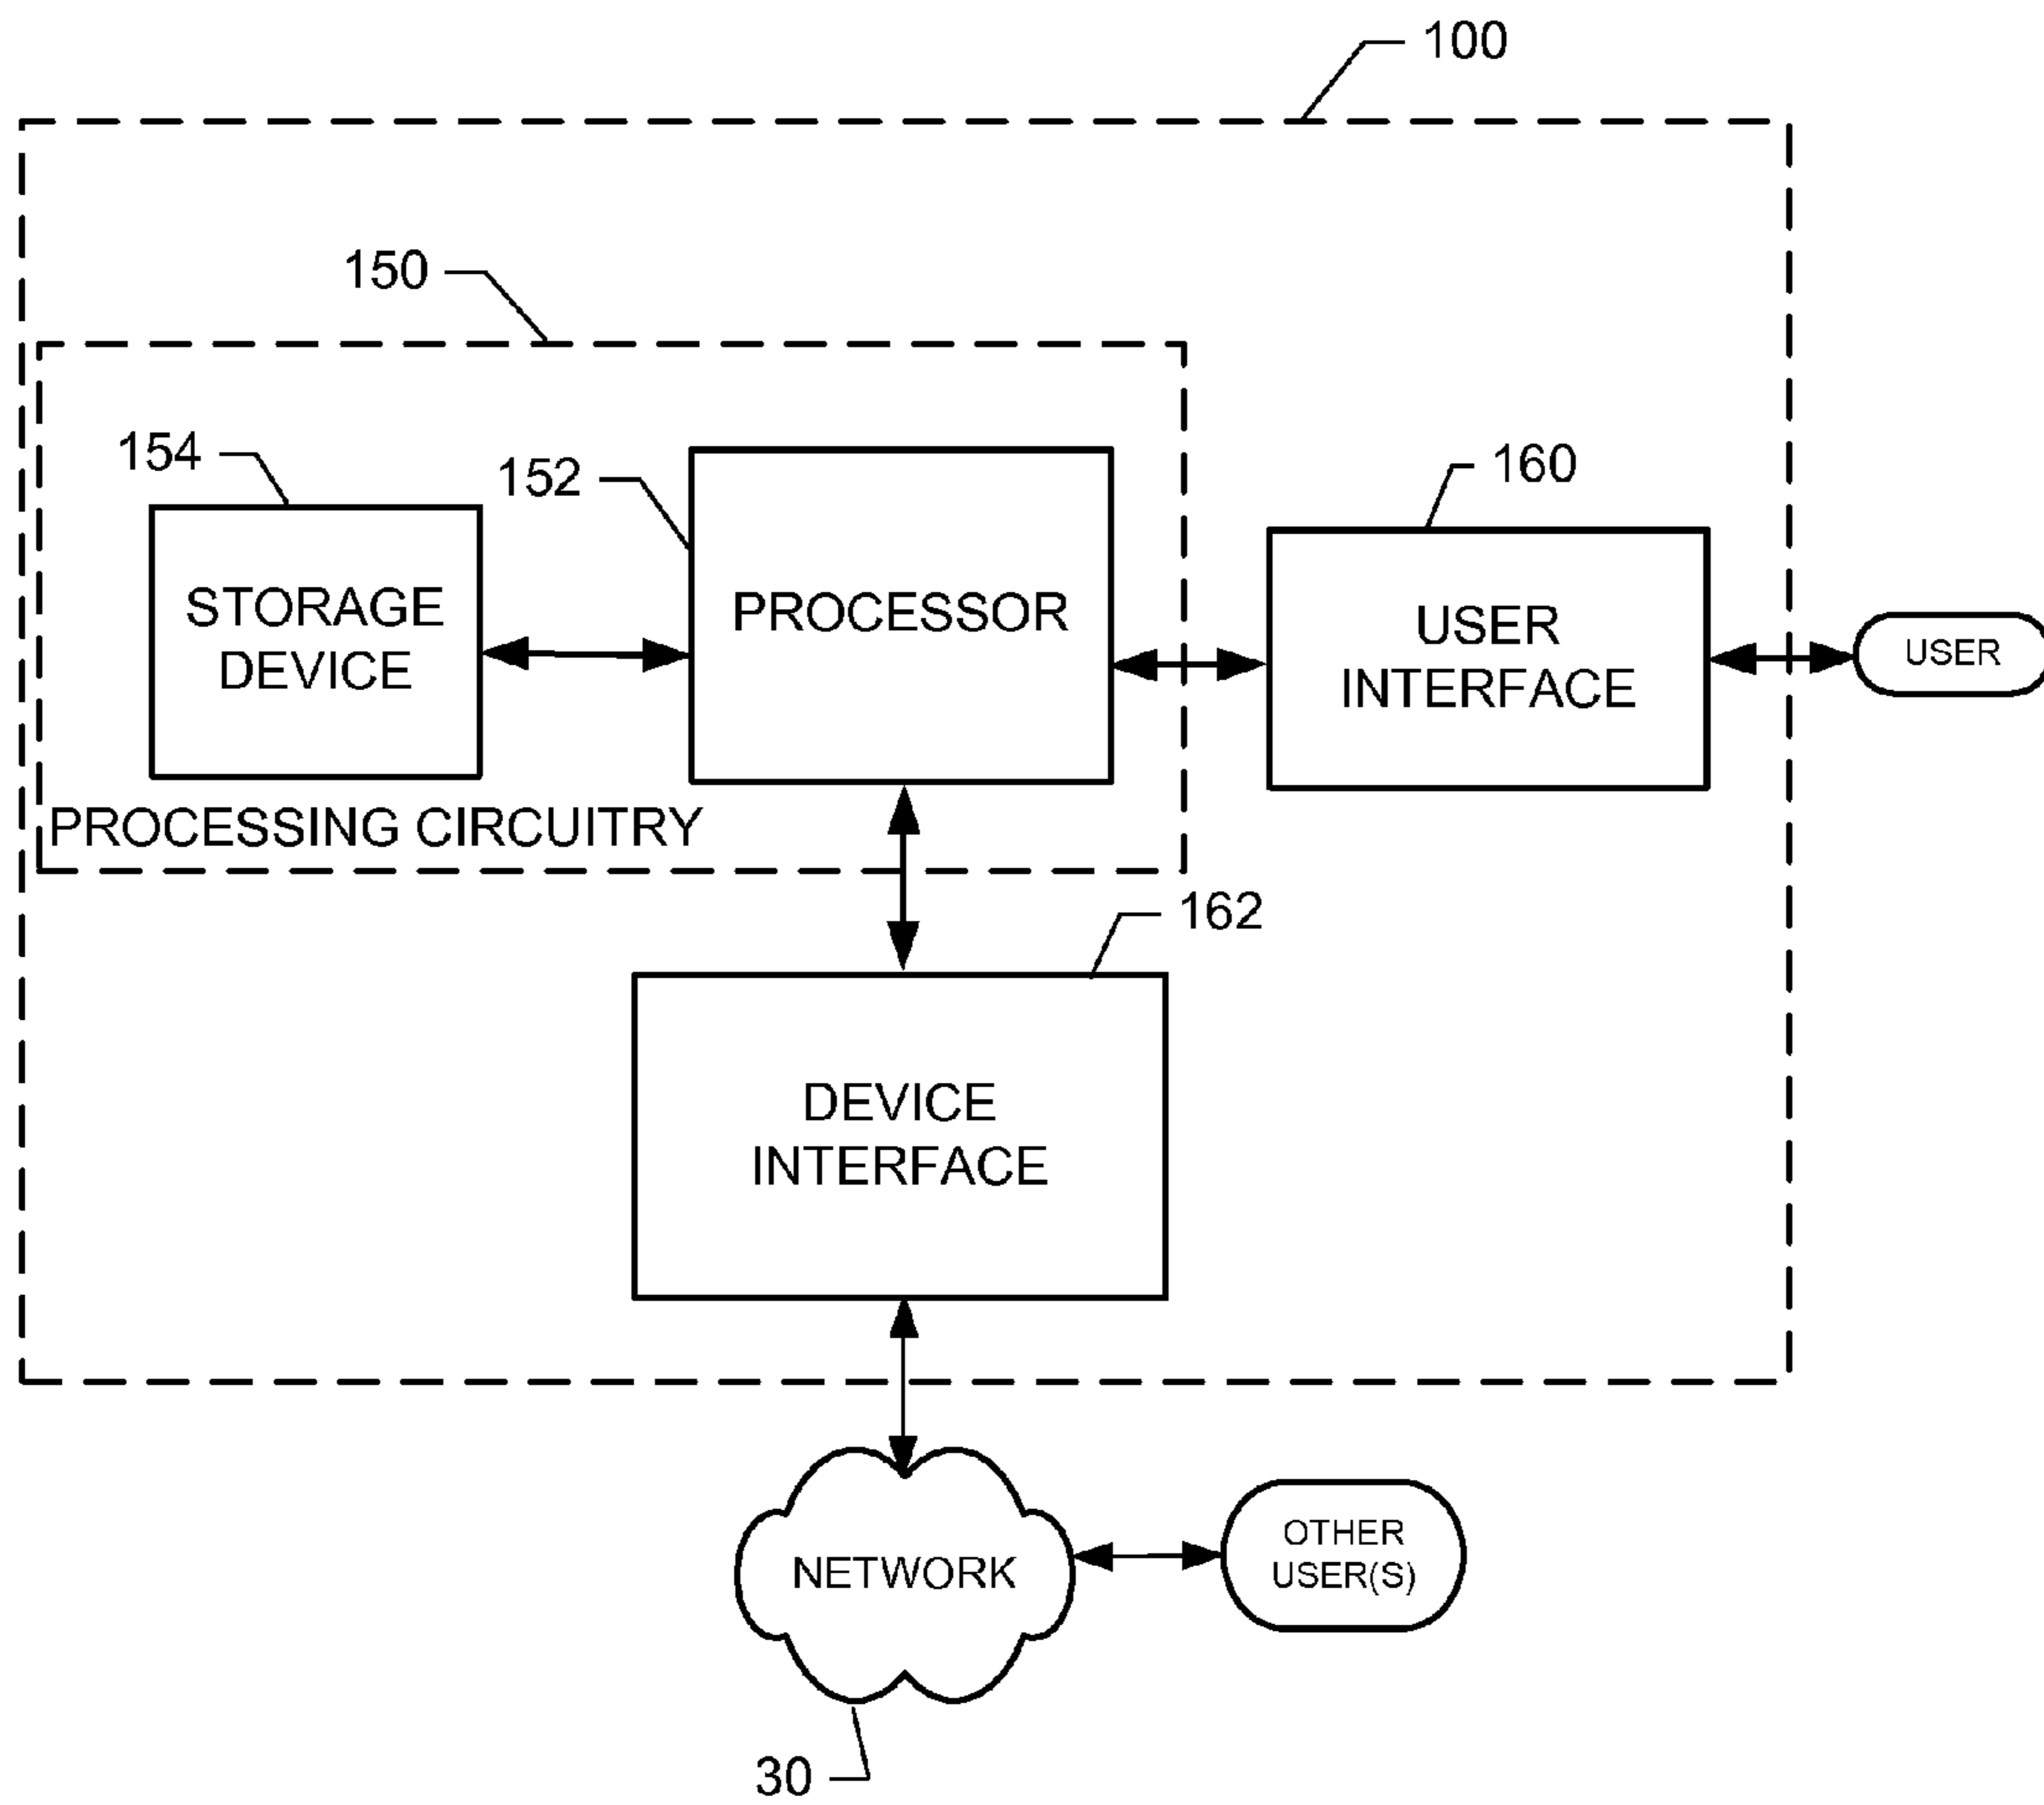 100
150
154
152
160
STORAGE
DEVICE
PROCESSOR
USER
INTERFACE
USER
PROCESSING CIRCUITRY
162
DEVICE
INTERFACE
NETWORK
OTHER
USER(S)
30